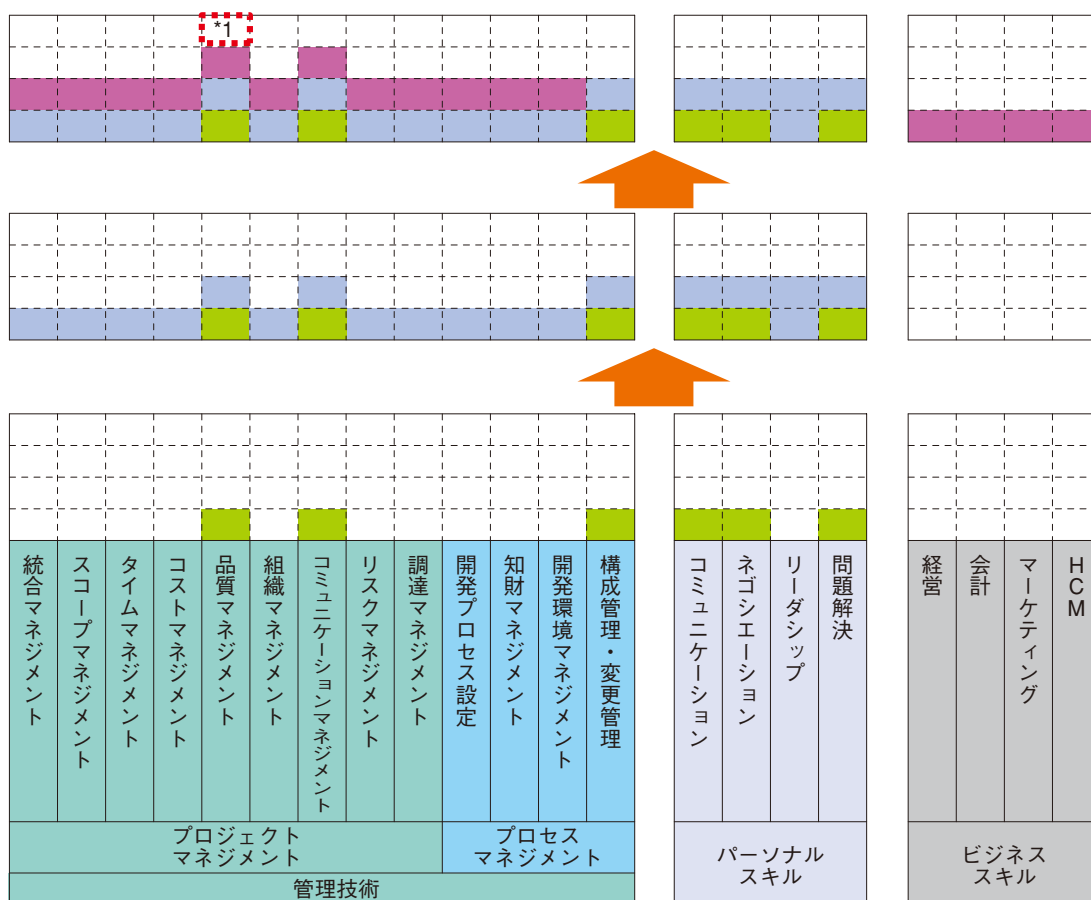 *1
統合マネジメント
スコープマネジメント
タイムマネジメント
コストマネジメント
品質マネジメント
組織マネジメント
コミュニケーションマネジメント
リスクマネジメント
調達マネジメント
開発プロセス設定
知財マネジメント
開発環境マネジメント
構成管理・変更管理
コミュニケーション
ネゴシエーション
リーダシップ
問題解決
経営
会計
マーケティング
HCM
プロジェクト
マネジメント
プロセス
マネジメント
管理技術
パーソナル
スキル
ビジネス
スキル